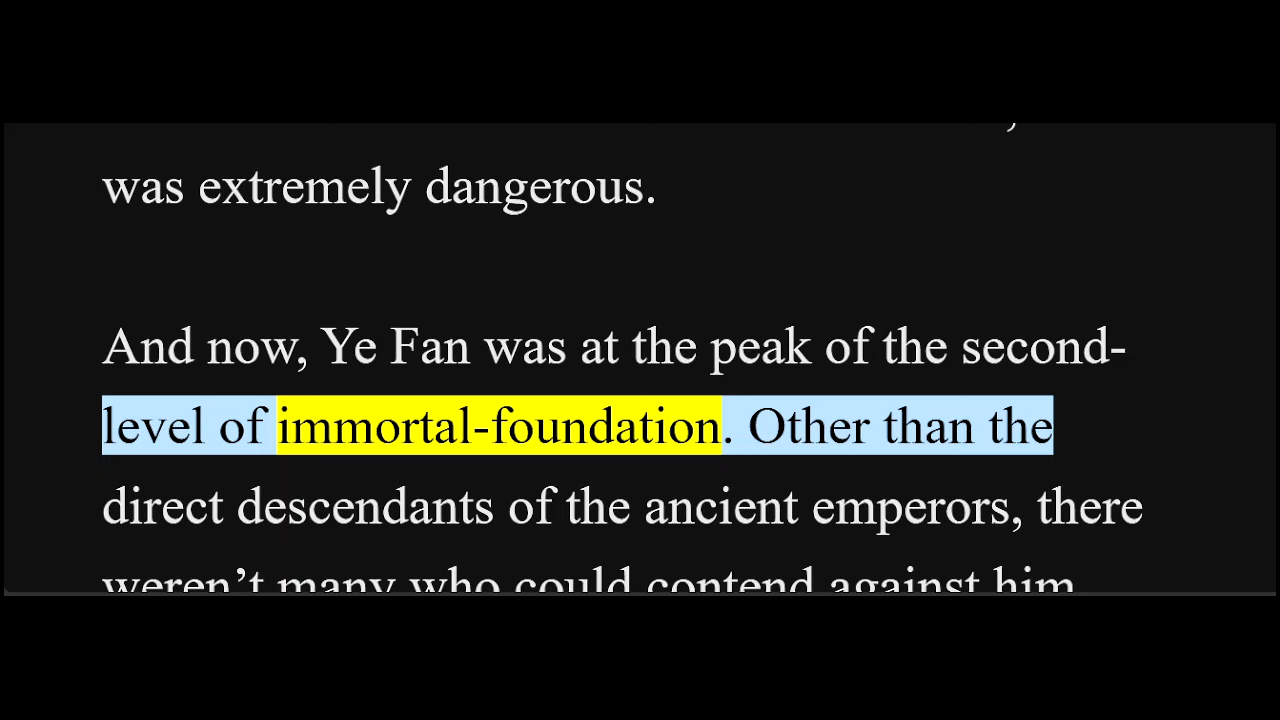 was extremely dangerous.
And now, Ye Fan was at the peak of the second-
level of immortal-foundation. Other than the
direct descendants of the ancient emperors, there
weren’t many who could contend against him